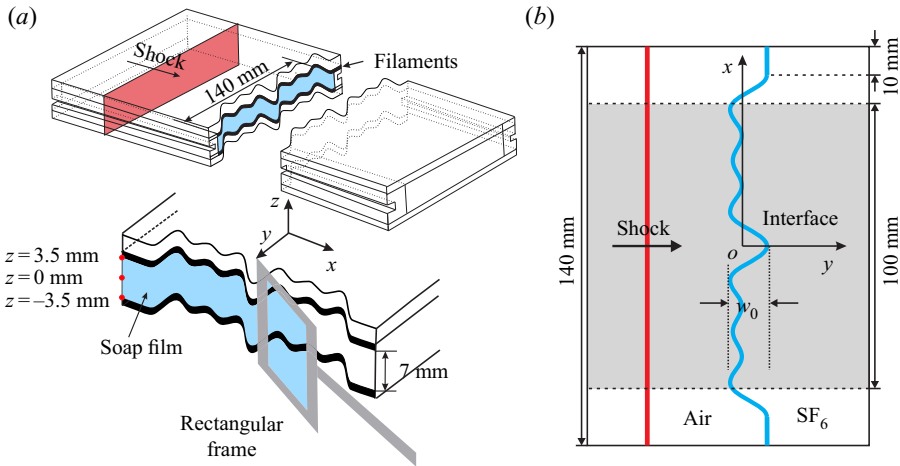 (a)
Shock
140 mm
Filaments
z
y
x
z = 3.5 mm
z = 0 mm
z = –3.5 mm
Soap film
7 mm
Rectangular
frame
(b)
x
10 mm
140 mm
Shock
o
Interface
y
w0
100 mm
Air
SF6